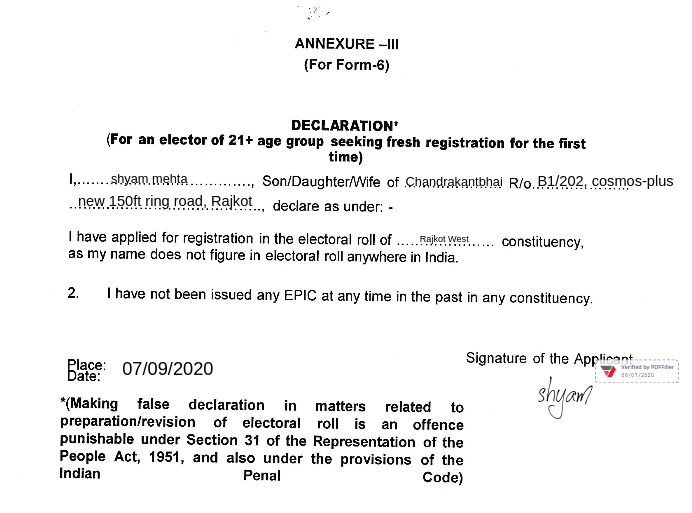 ANNEXURE –III
(For Form-6)
DECLARATION*
(For an elector of 21+ age group seeking fresh registration for the first
time)
I,.......shyam mehta.............., Son/Daughter/Wife of Chandrakantbhai R/o B1/202, cosmos-plus
new 150ft ring road, Rajkot.., declare as under: -
I have applied for registration in the electoral roll of .....Rajkot West...... constituency,
as my name does not figure in electoral roll anywhere in India.
2. I have not been issued any EPIC at any time in the past in any constituency.
Signature of the Applicant
Place:
Date: 07/09/2020
Verified by PDFFiller
09/07/2020
shyam
*(Making false declaration in matters related to
preparation/revision of electoral roll is an offence
punishable under Section 31 of the Representation of the
People Act, 1951, and also under the provisions of the
Indian Penal Code)